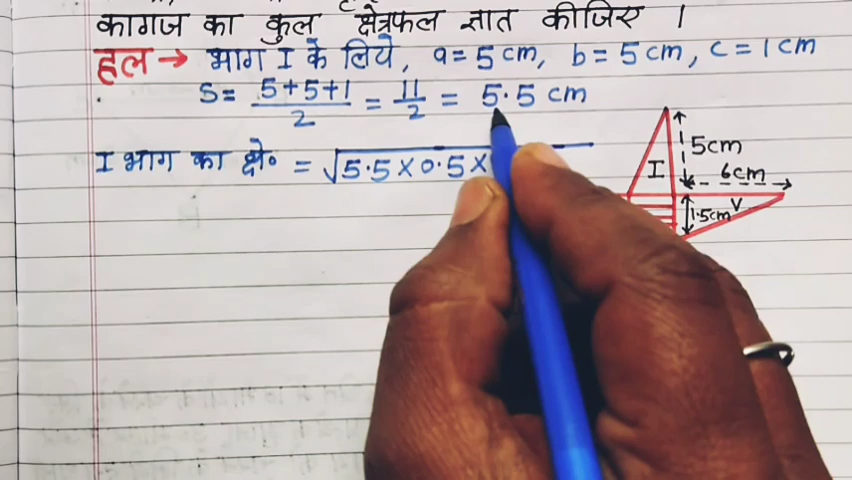 कागज का कुल क्षेत्रफल ज्ञात कीजिए ।
हल → भाग I के लिये, a = 5 cm, b = 5 cm, c = 1 cm
S = 5+5+1/2 = 11/2 = 5.5 cm
I भाग का क्षे॰ = √5.5 × 0.5 ×
5cm
I
6cm
1.5cm
V